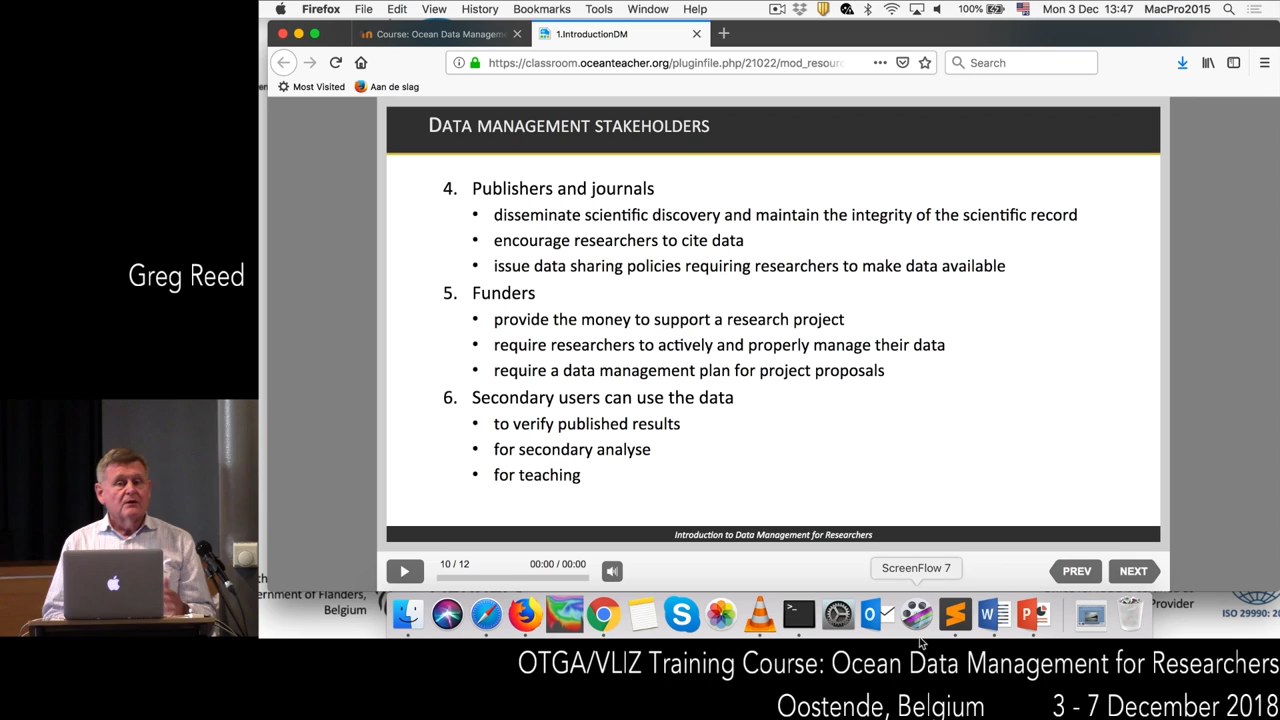 Firefox File Edit View History Bookmarks Tools Window Help 100% Mon 3 Dec 13:47 MacPro2015
Course: Ocean Data Manageme
1.IntroductionDM
https://classroom.oceanteacher.org/pluginfile.php/21022/mod_resour
Search
Most Visited Aan de slag
DATA MANAGEMENT STAKEHOLDERS
4. Publishers and journals
• disseminate scientific discovery and maintain the integrity of the scientific record
• encourage researchers to cite data
• issue data sharing policies requiring researchers to make data available
5. Funders
• provide the money to support a research project
• require researchers to actively and properly manage their data
• require a data management plan for project proposals
6. Secondary users can use the data
• to verify published results
• for secondary analyse
• for teaching
Introduction to Data Management for Researchers
10 / 12 00:00 / 00:00
ScreenFlow 7
PREV NEXT
Greg Reed
ernment of Flanders,
Belgium
Provider
ISO 29990: 20
OTGA/VLIZ Training Course: Ocean Data Management for Researchers
Oostende, Belgium 3 - 7 December 2018